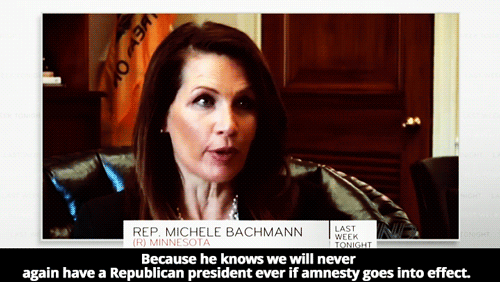 REP. MICHELE BACHMANN
(R) MINNESOTA
LAST
WEEK
TONIGHT
Because he knows we will never
again have a Republican president ever if amnesty goes into effect.